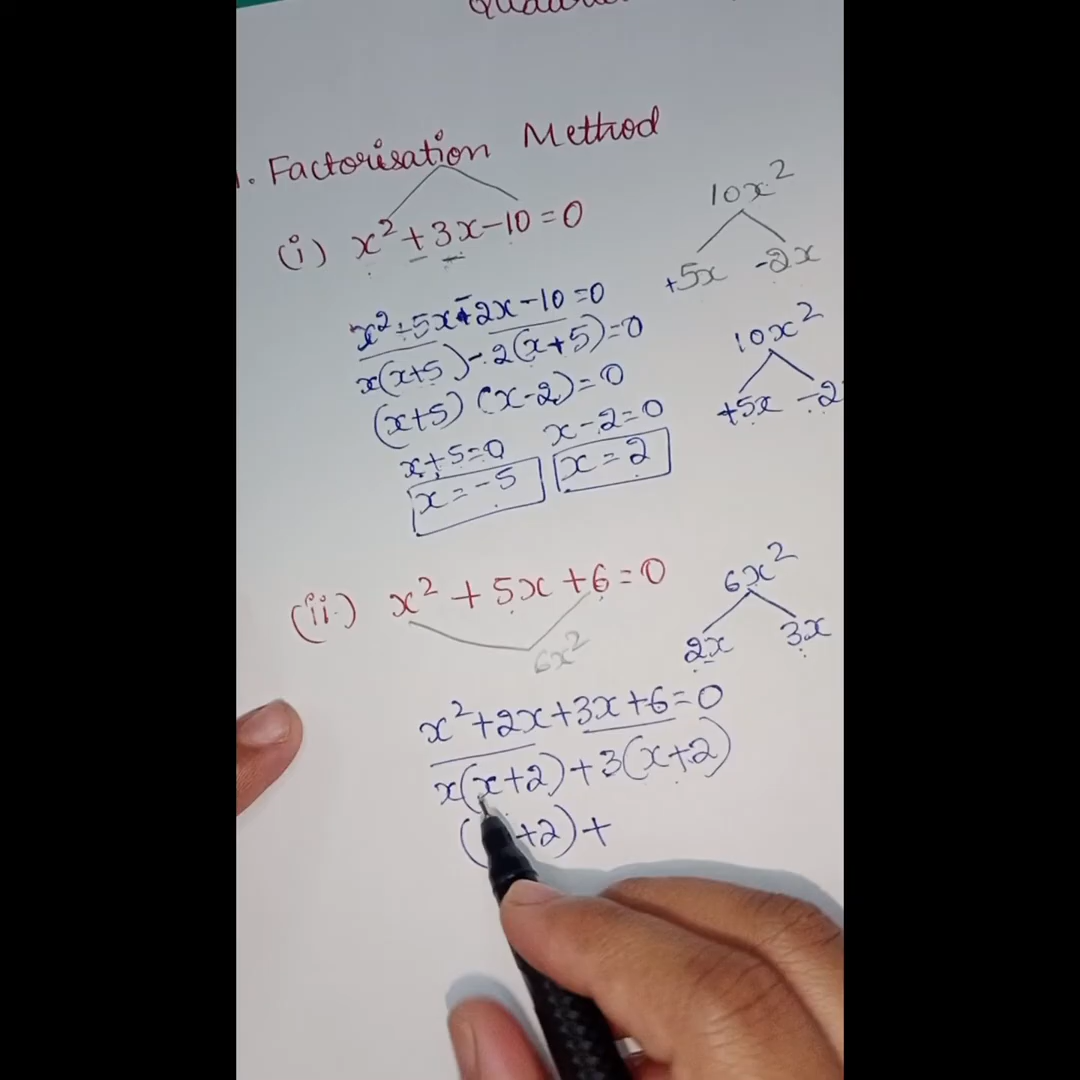 1. Factorisation Method
(i) x² + 3x - 10 = 0
10x²
+5x -2x
x² + 5x - 2x - 10 = 0
x(x+5) - 2(x+5) = 0
(x+5) (x-2) = 0
x+5=0 x-2=0
x = -5 x = 2
10x²
+5x -2
(ii) x² + 5x + 6 = 0
6x²
6x²
2x 3x
x² + 2x + 3x + 6 = 0
x(x+2) + 3(x+2)
( +2) +